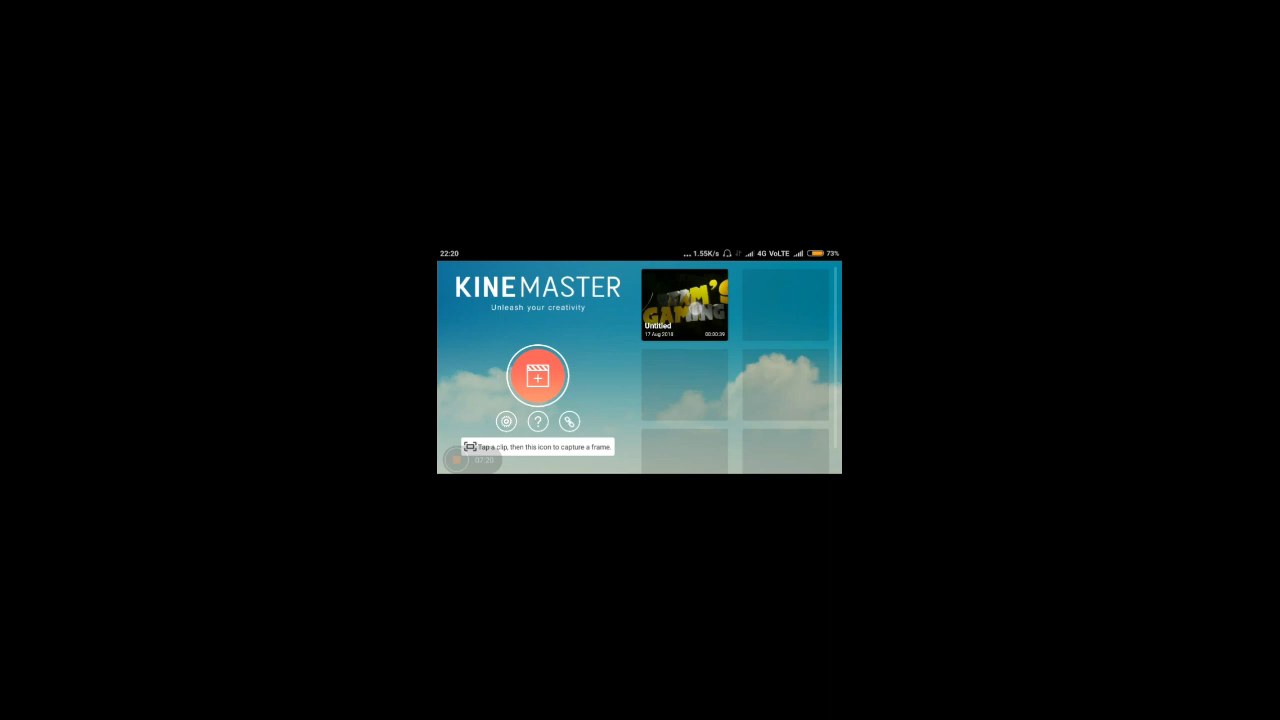 22:20
... 1.55K/s 4G VoLTE 73%
KINEMASTER
Unleash your creativity
GAMING
Untitled
17 Aug 2018 00:00:39
?
Tap a clip, then this icon to capture a frame.